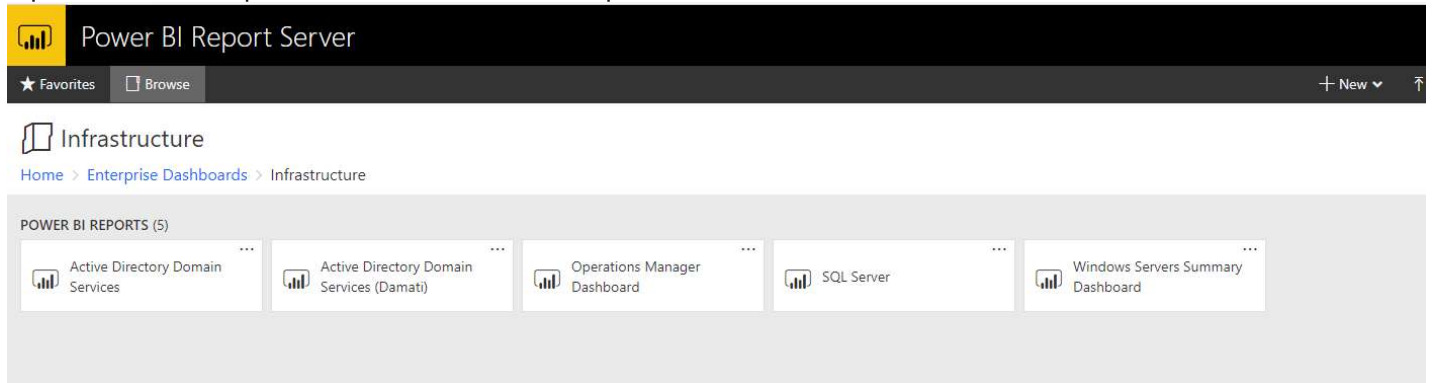 Power BI Report Server
Favorites Browse + New
Infrastructure
Home > Enterprise Dashboards > Infrastructure
POWER BI REPORTS (5)
Active Directory Domain
Services
Active Directory Domain
Services (Damati)
Operations Manager
Dashboard
SQL Server
Windows Servers Summary
Dashboard